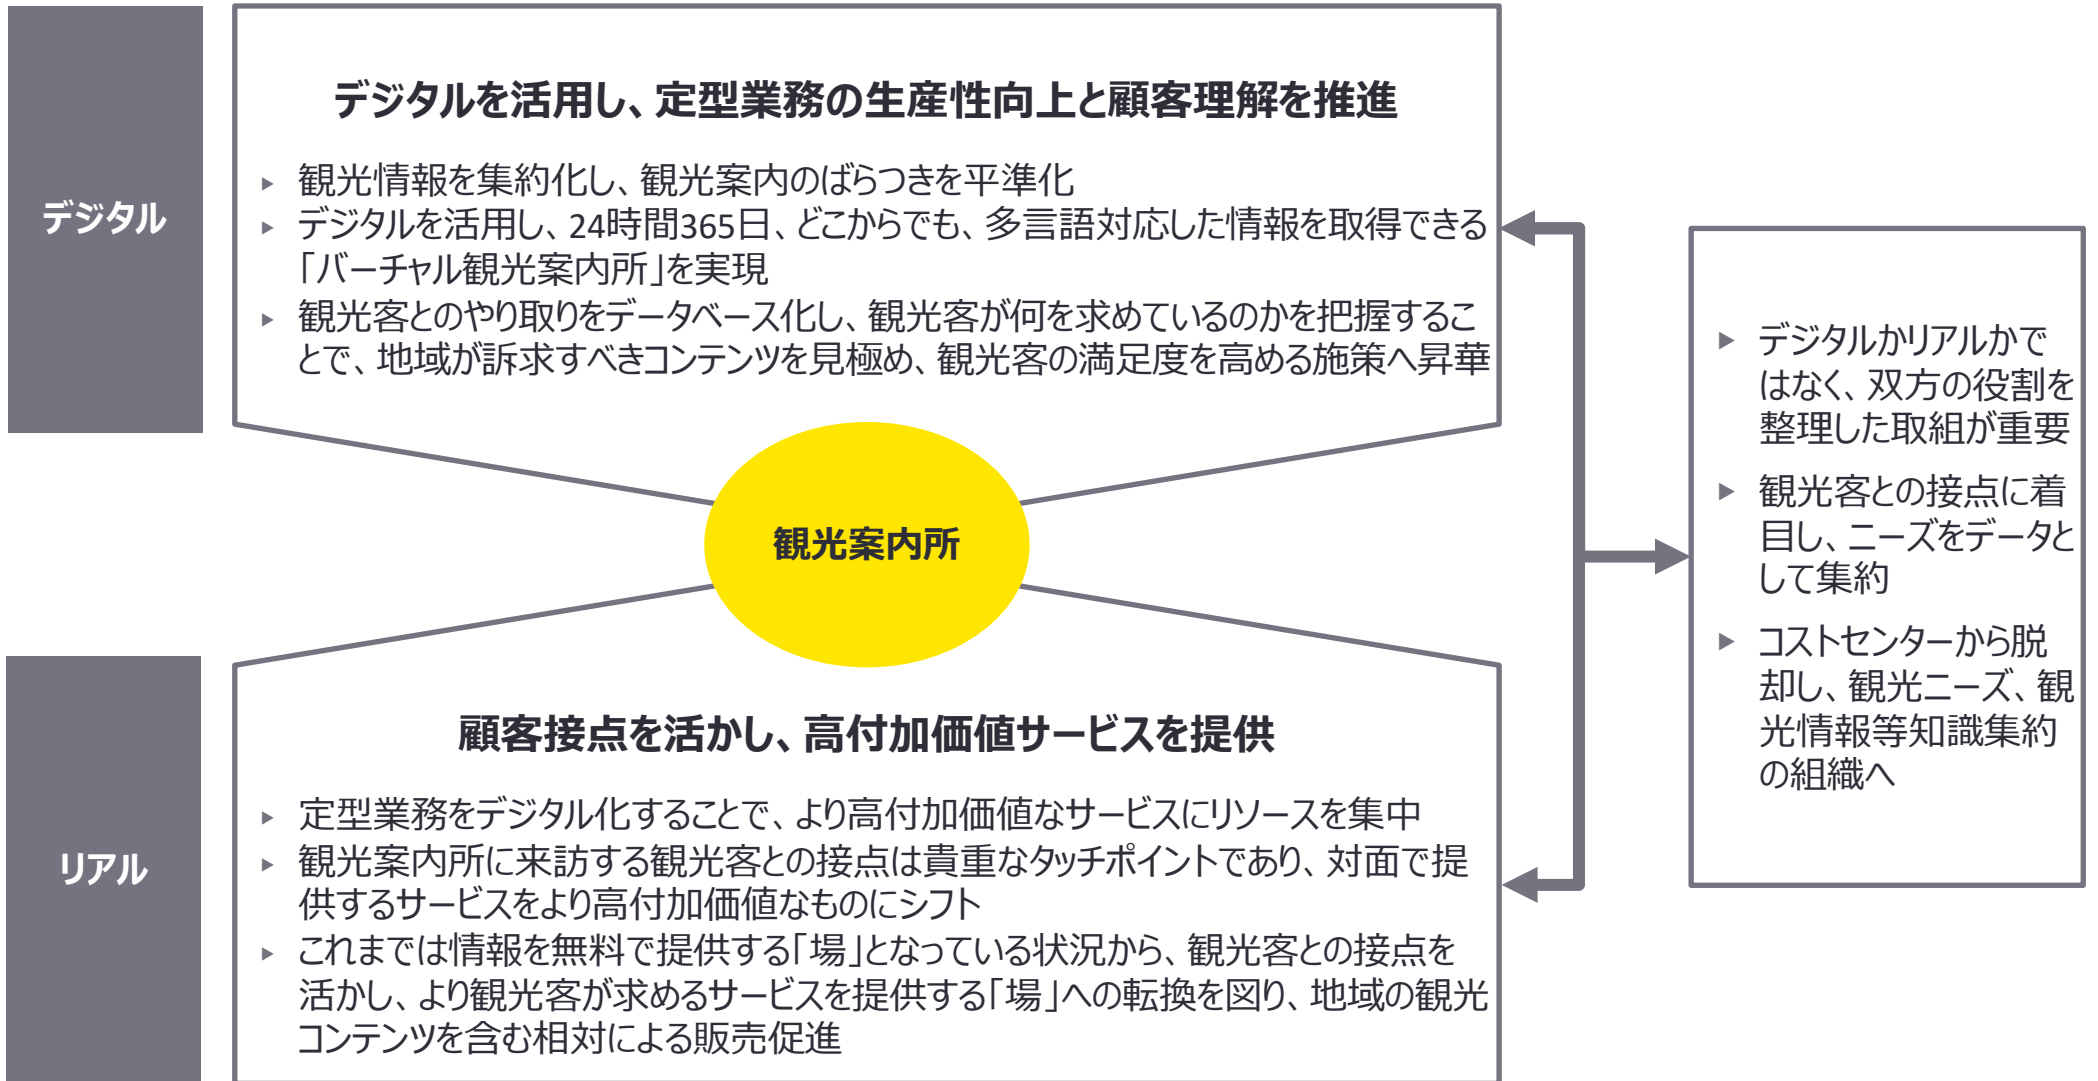 デジタル
デジタルを活用し、定型業務の生産性向上と顧客理解を推進
▸ 観光情報を集約化し、観光案内のばらつきを平準化
▸ デジタルを活用し、24時間365日、どこからでも、多言語対応した情報を取得できる
「バーチャル観光案内所」を実現
▸ 観光客とのやり取りをデータベース化し、観光客が何を求めているのかを把握するこ
とで、地域が訴求すべきコンテンツを見極め、観光客の満足度を高める施策へ昇華
観光案内所
リアル
顧客接点を活かし、高付加価値サービスを提供
▸ 定型業務をデジタル化することで、より高付加価値なサービスにリソースを集中
▸ 観光案内所に来訪する観光客との接点は貴重なタッチポイントであり、対面で提
供するサービスをより高付加価値なものにシフト
▸ これまでは情報を無料で提供する「場」となっている状況から、観光客との接点を
活かし、より観光客が求めるサービスを提供する「場」への転換を図り、地域の観光
コンテンツを含む相対による販売促進
▸ デジタルかリアルかで
はなく、双方の役割を
整理した取組が重要
▸ 観光客との接点に着
目し、ニーズをデータと
して集約
▸ コストセンターから脱
却し、観光ニーズ、観
光情報等知識集約
の組織へ